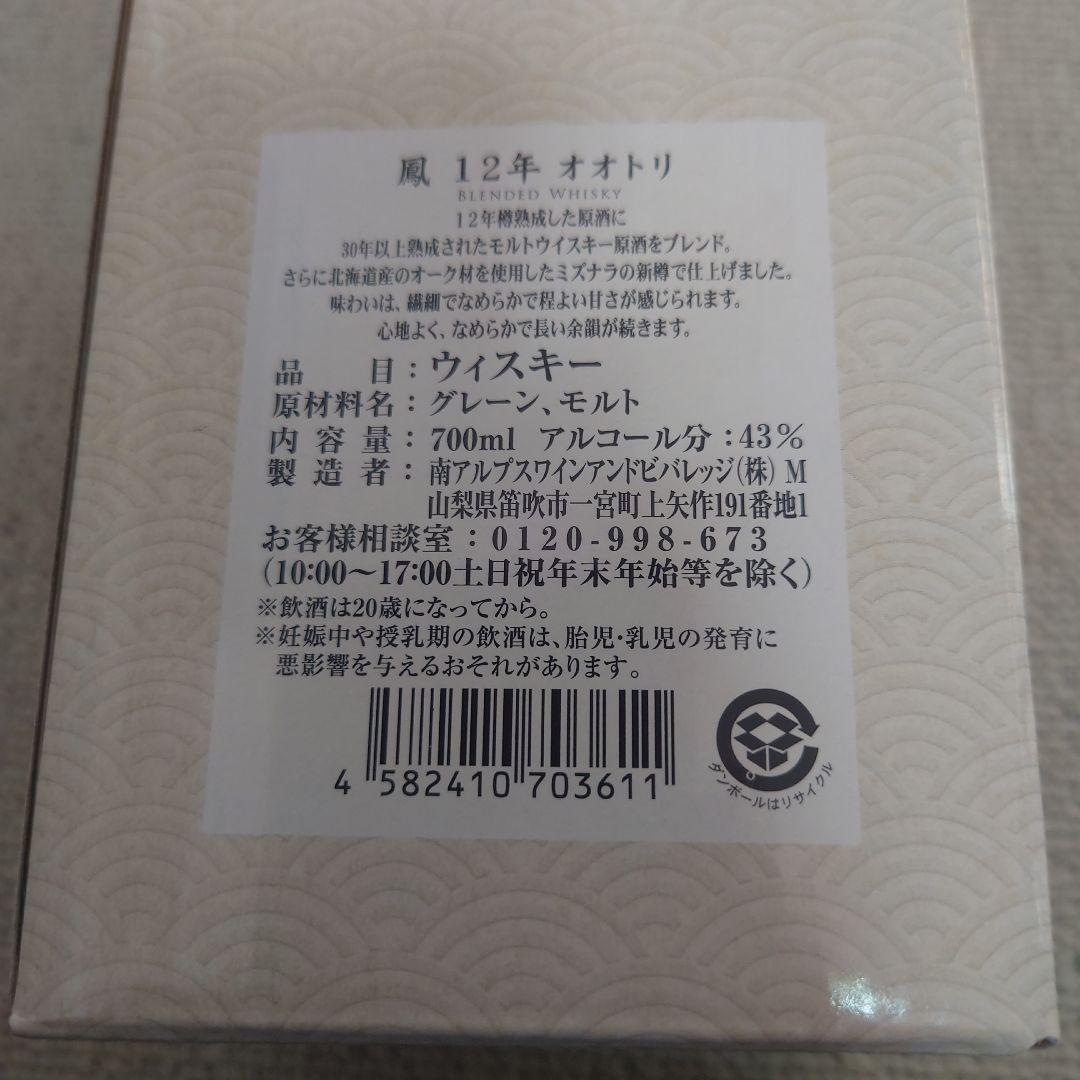 鳳 12年 オオトリ
BLENDED WHISKY
12年樽熟成した原酒に
30年以上熟成されたモルトウイスキー原酒をブレンド。
さらに北海道産のオーク材を使用したミズナラの新樽で仕上げました。
味わいは、繊細でなめらかで程よい甘さが感じられます。
心地よく、なめらかで長い余韻が続きます。
品目：ウィスキー
原材料名：グレーン、モルト
内容量：700ml アルコール分：43%
製造者：南アルプスワインアンドビバレッジ(株) M
山梨県笛吹市一宮町上矢作191番地1
お客様相談室：0120-998-673
(10:00〜17:00土日祝年末年始等を除く)
※飲酒は20歳になってから。
※妊娠中や授乳期の飲酒は、胎児・乳児の発育に
悪影響を与えるおそれがあります。
4 582410 703611
ダンボールはリサイクル